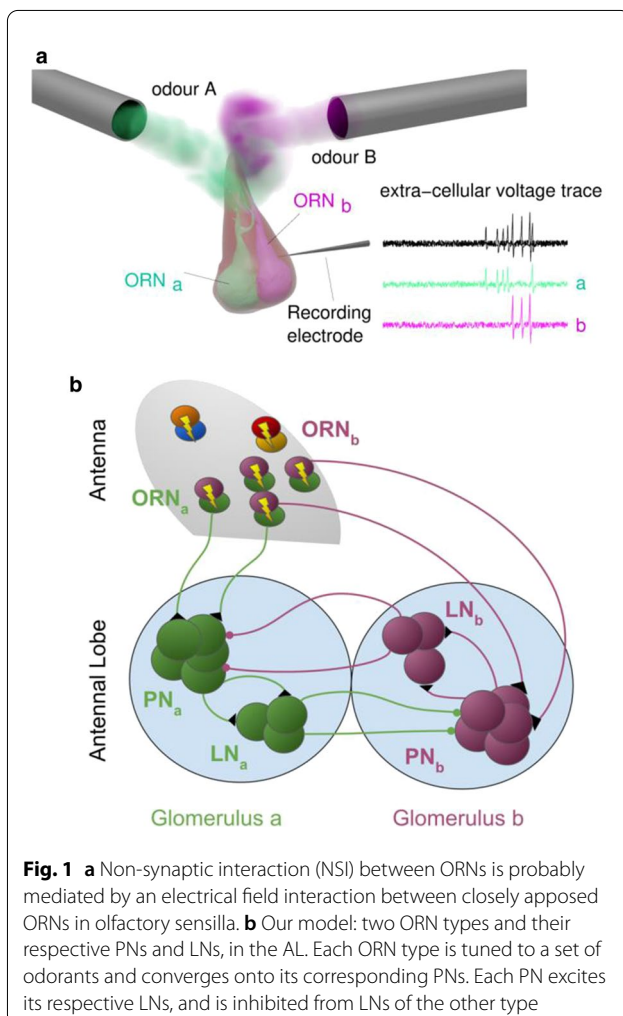 a
odour A
odour B
ORN b
extra-cellular voltage trace
ORN a
a
Recording
electrode
b
b
Antenna
ORNb
ORNa
Antennal Lobe
LNb
PNa
LNa
PNb
Glomerulus a
Glomerulus b
Fig. 1 a Non-synaptic interaction (NSI) between ORNs is probably
mediated by an electrical field interaction between closely apposed
ORNs in olfactory sensilla. b Our model: two ORN types and their
respective PNs and LNs, in the AL. Each ORN type is tuned to a set of
odorants and converges onto its corresponding PNs. Each PN excites
its respective LNs, and is inhibited from LNs of the other type